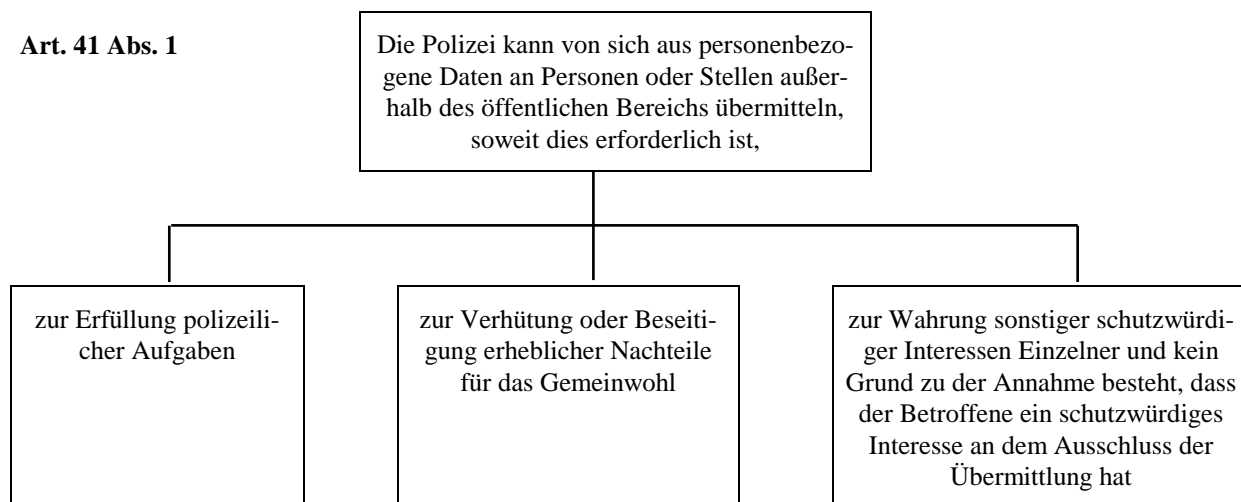 Art. 41 Abs. 1
Die Polizei kann von sich aus personenbezo-
gene Daten an Personen oder Stellen außer-
halb des öffentlichen Bereichs übermitteln,
soweit dies erforderlich ist,
zur Erfüllung polizeili-
cher Aufgaben
zur Verhütung oder Beseiti-
gung erheblicher Nachteile
für das Gemeinwohl
zur Wahrung sonstiger schutzwürdi-
ger Interessen Einzelner und kein
Grund zu der Annahme besteht, dass
der Betroffene ein schutzwürdiges
Interesse an dem Ausschluss der
Übermittlung hat